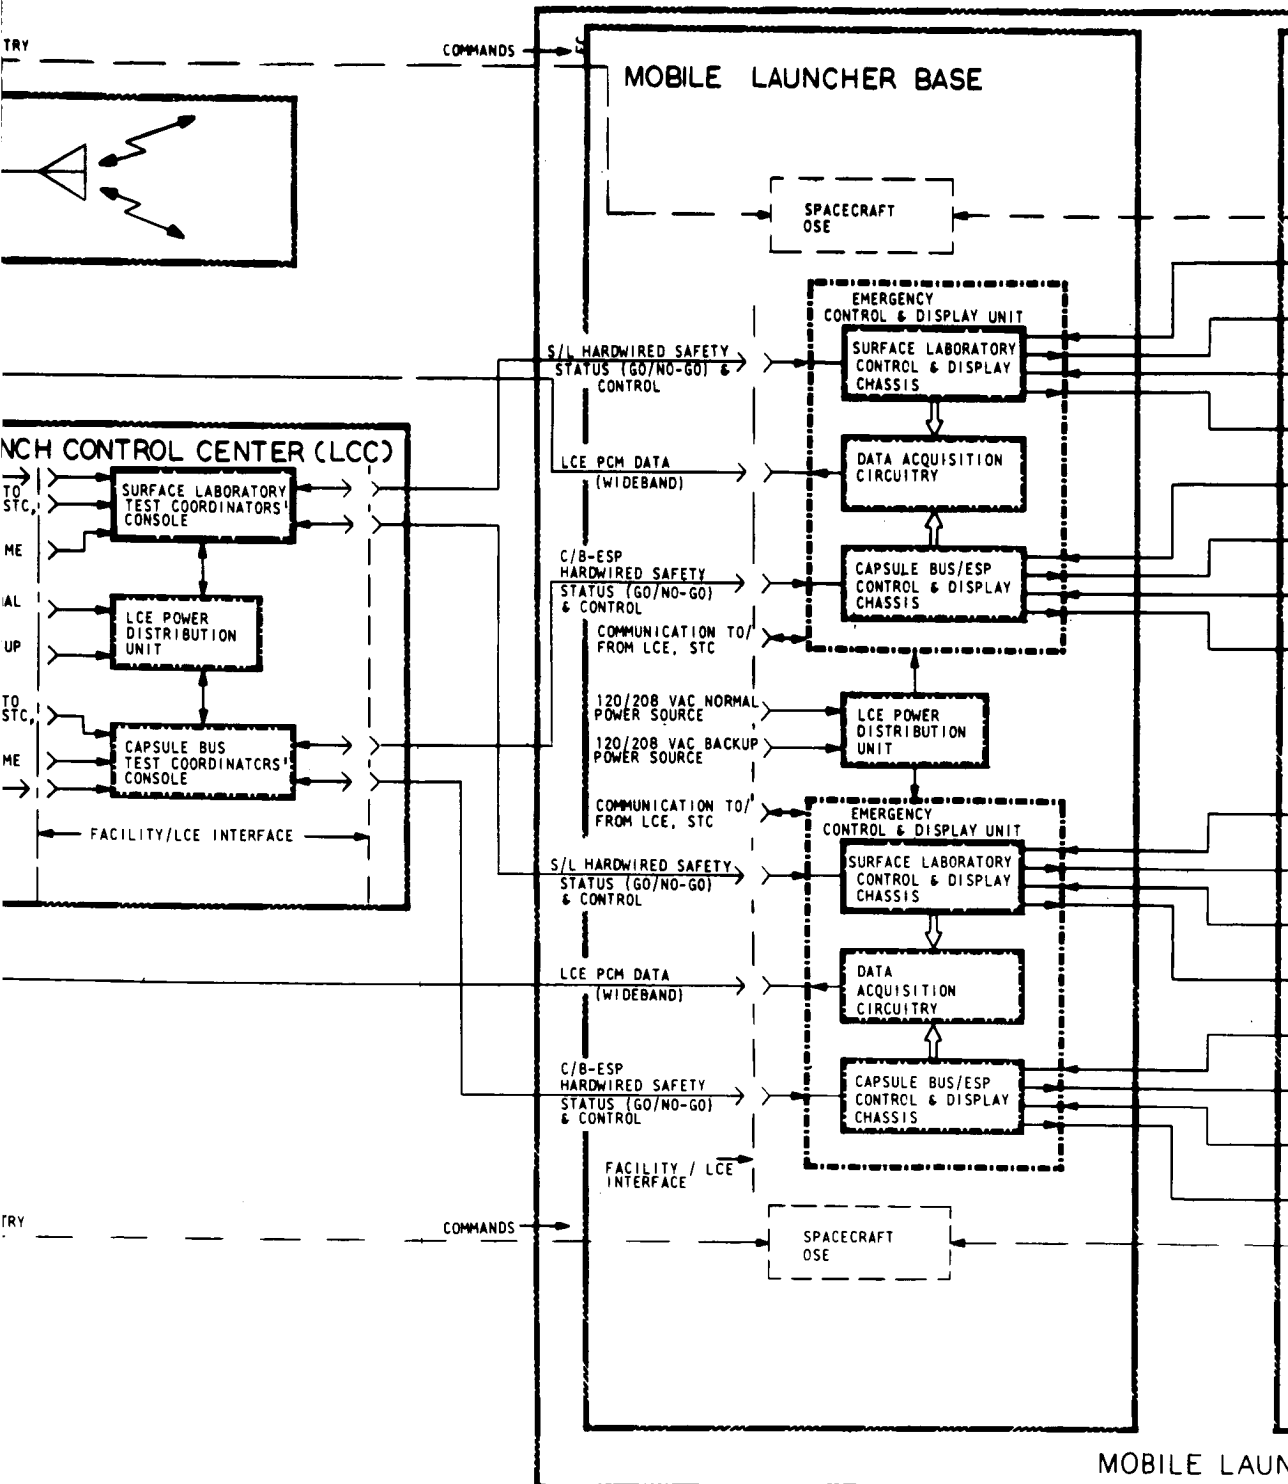 TRY
COMMANDS
MOBILE LAUNCHER BASE
SPACECRAFT
OSE
EMERGENCY
CONTROL & DISPLAY UNIT
S/L HARDWIRED SAFETY
STATUS (GO/NO-GO) &
CONTROL
SURFACE LABORATORY
CONTROL & DISPLAY
CHASSIS
LCE PCM DATA
(WIDEBAND)
DATA ACQUISITION
CIRCUITRY
C/B-ESP
HARDWIRED SAFETY
STATUS (GO/NO-GO)
& CONTROL
CAPSULE BUS/ESP
CONTROL & DISPLAY
CHASSIS
COMMUNICATION TO/
FROM LCE, STC
120/208 VAC NORMAL
POWER SOURCE
120/208 VAC BACKUP
POWER SOURCE
LCE POWER
DISTRIBUTION
UNIT
NCH CONTROL CENTER (LCC)
TO
STC,
SURFACE LABORATORY
TEST COORDINATORS'
CONSOLE
ME
IAL
UP
LCE POWER
DISTRIBUTION
UNIT
TO
STC,
ME
CAPSULE BUS
TEST COORDINATORS'
CONSOLE
FACILITY/LCE INTERFACE
COMMUNICATION TO/
FROM LCE, STC
EMERGENCY
CONTROL & DISPLAY UNIT
S/L HARDWIRED SAFETY
STATUS (GO/NO-GO)
& CONTROL
SURFACE LABORATORY
CONTROL & DISPLAY
CHASSIS
LCE PCM DATA
(WIDEBAND)
DATA
ACQUISITION
CIRCUITRY
C/B-ESP
HARDWIRED SAFETY
STATUS (GO/NO-GO)
& CONTROL
CAPSULE BUS/ESP
CONTROL & DISPLAY
CHASSIS
FACILITY / LCE
INTERFACE
TRY
COMMANDS
SPACECRAFT
OSE
MOBILE LAUN